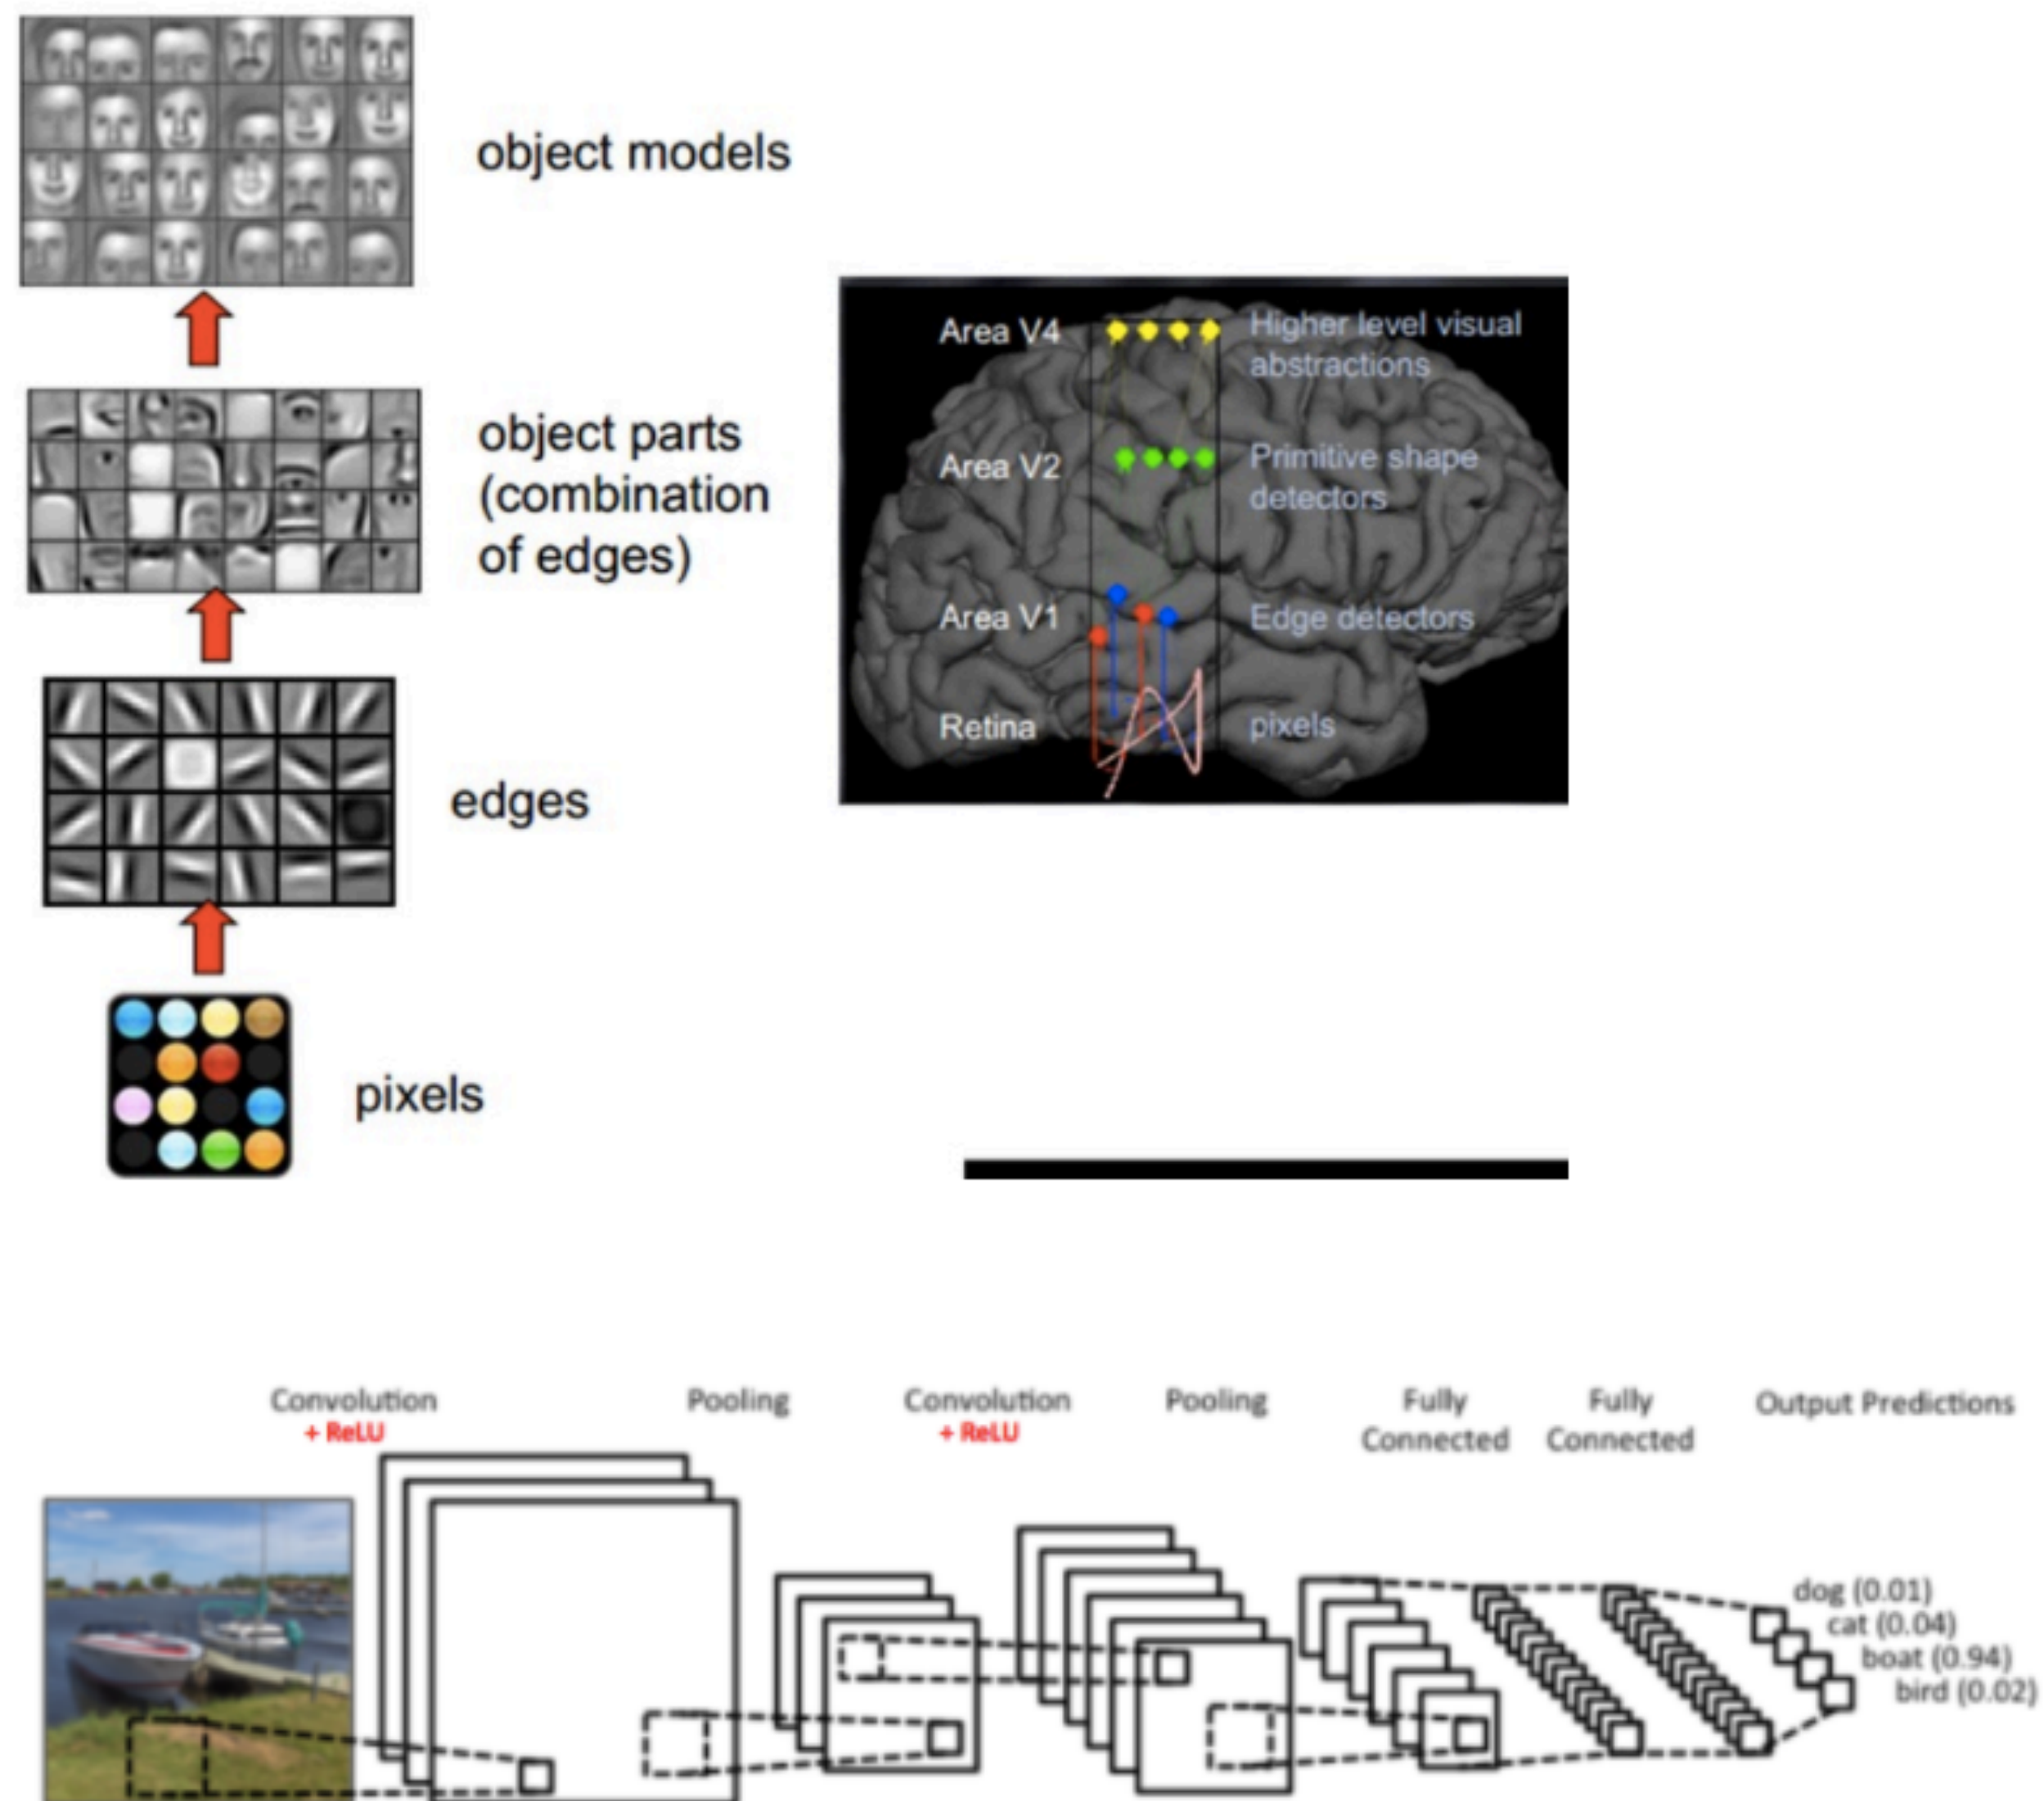 object models
object parts
(combination
of edges)
edges
pixels
Area V4
Higher level visual
abstractions
Area V2
Primitive shape
detectors
Area V1
Edge detectors
Retina
pixels
Convolution
+ ReLU
Pooling
Convolution
+ ReLU
Pooling
Fully
Connected
Fully
Connected
Output Predictions
dog (0.01)
cat (0.04)
boat (0.94)
bird (0.02)